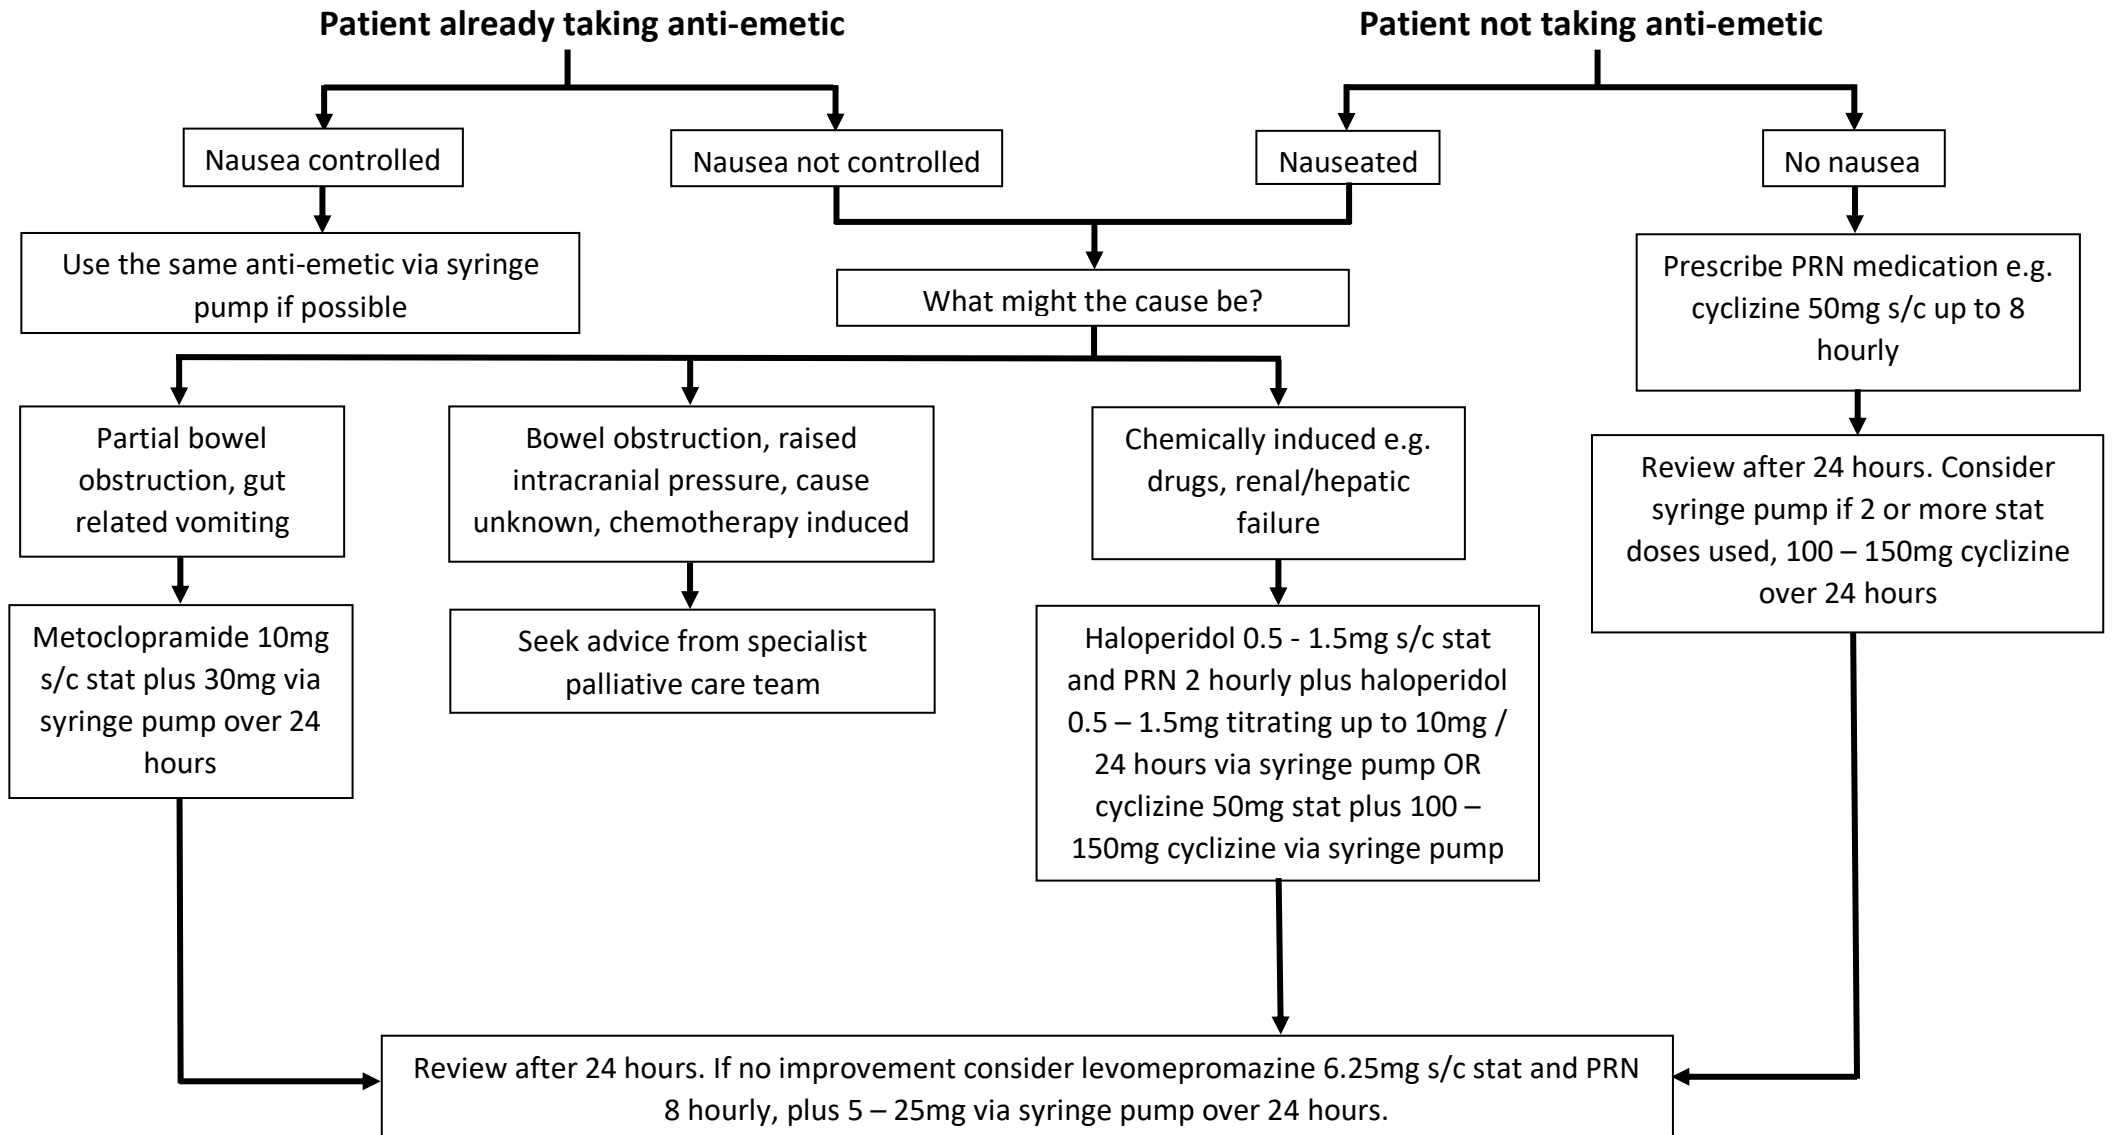 Patient already taking anti-emetic
Patient not taking anti-emetic
Nausea controlled
Nausea not controlled
Nauseated
No nausea
Use the same anti-emetic via syringe
pump if possible
What might the cause be?
Prescribe PRN medication e.g.
cyclizine 50mg s/c up to 8
hourly
Partial bowel
obstruction, gut
related vomiting
Bowel obstruction, raised
intracranial pressure, cause
unknown, chemotherapy induced
Chemically induced e.g.
drugs, renal/hepatic
failure
Review after 24 hours. Consider
syringe pump if 2 or more stat
doses used, 100 – 150mg cyclizine
over 24 hours
Metoclopramide 10mg
s/c stat plus 30mg via
syringe pump over 24
hours
Seek advice from specialist
palliative care team
Haloperidol 0.5 - 1.5mg s/c stat
and PRN 2 hourly plus haloperidol
0.5 – 1.5mg titrating up to 10mg /
24 hours via syringe pump OR
cyclizine 50mg stat plus 100 –
150mg cyclizine via syringe pump
Review after 24 hours. If no improvement consider levomepromazine 6.25mg s/c stat and PRN
8 hourly, plus 5 – 25mg via syringe pump over 24 hours.